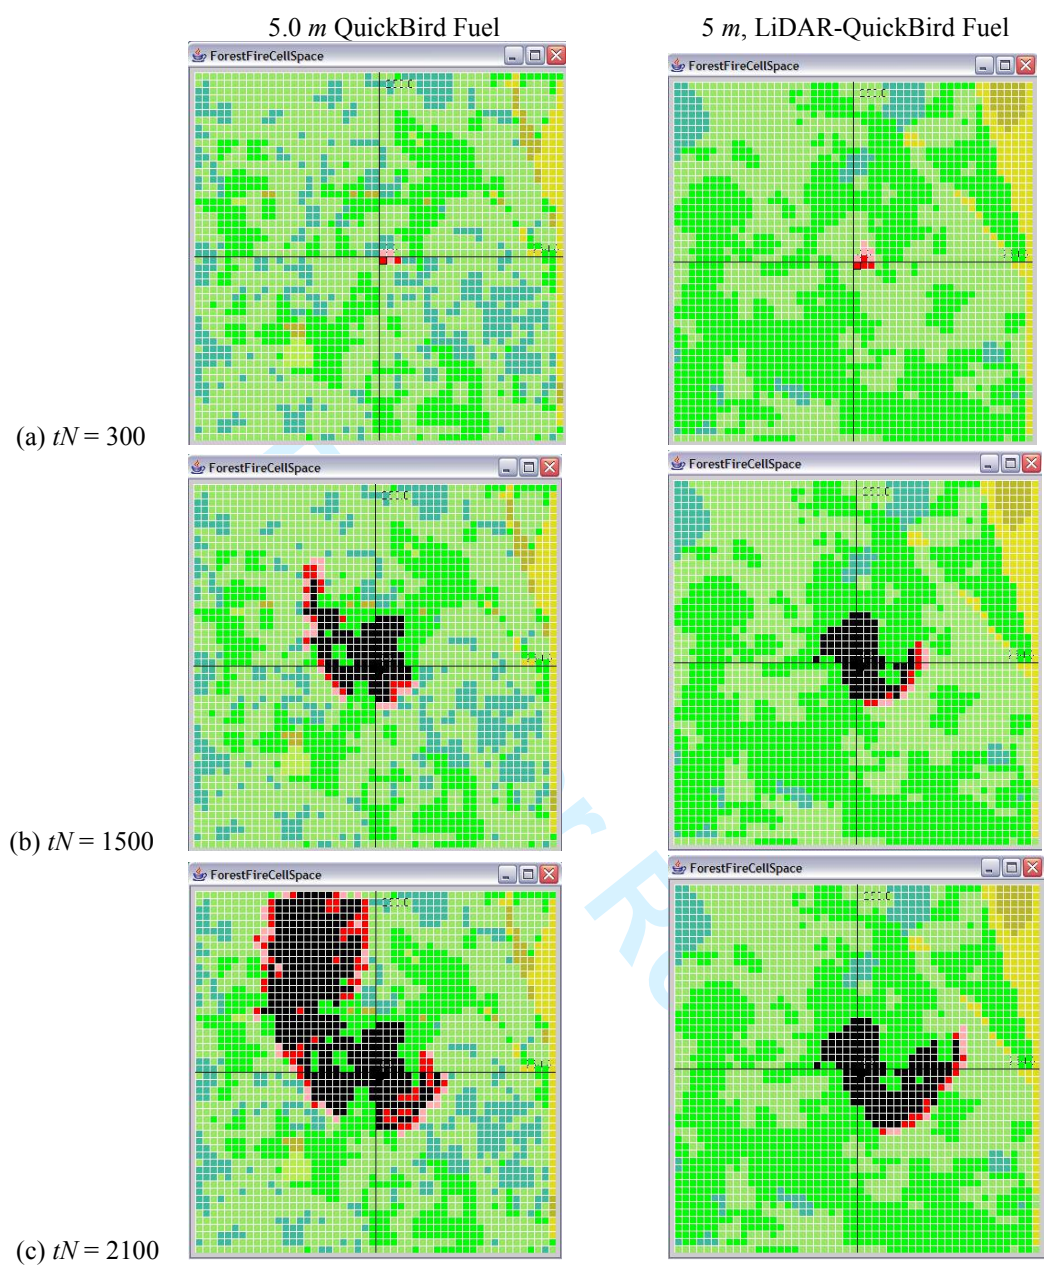 5.0 m QuickBird Fuel
5 m, LiDAR-QuickBird Fuel
ForestFireCellSpace
ForestFireCellSpace
(a) tN = 300
ForestFireCellSpace
ForestFireCellSpace
(b) tN = 1500
ForestFireCellSpace
ForestFireCellSpace
(c) tN = 2100